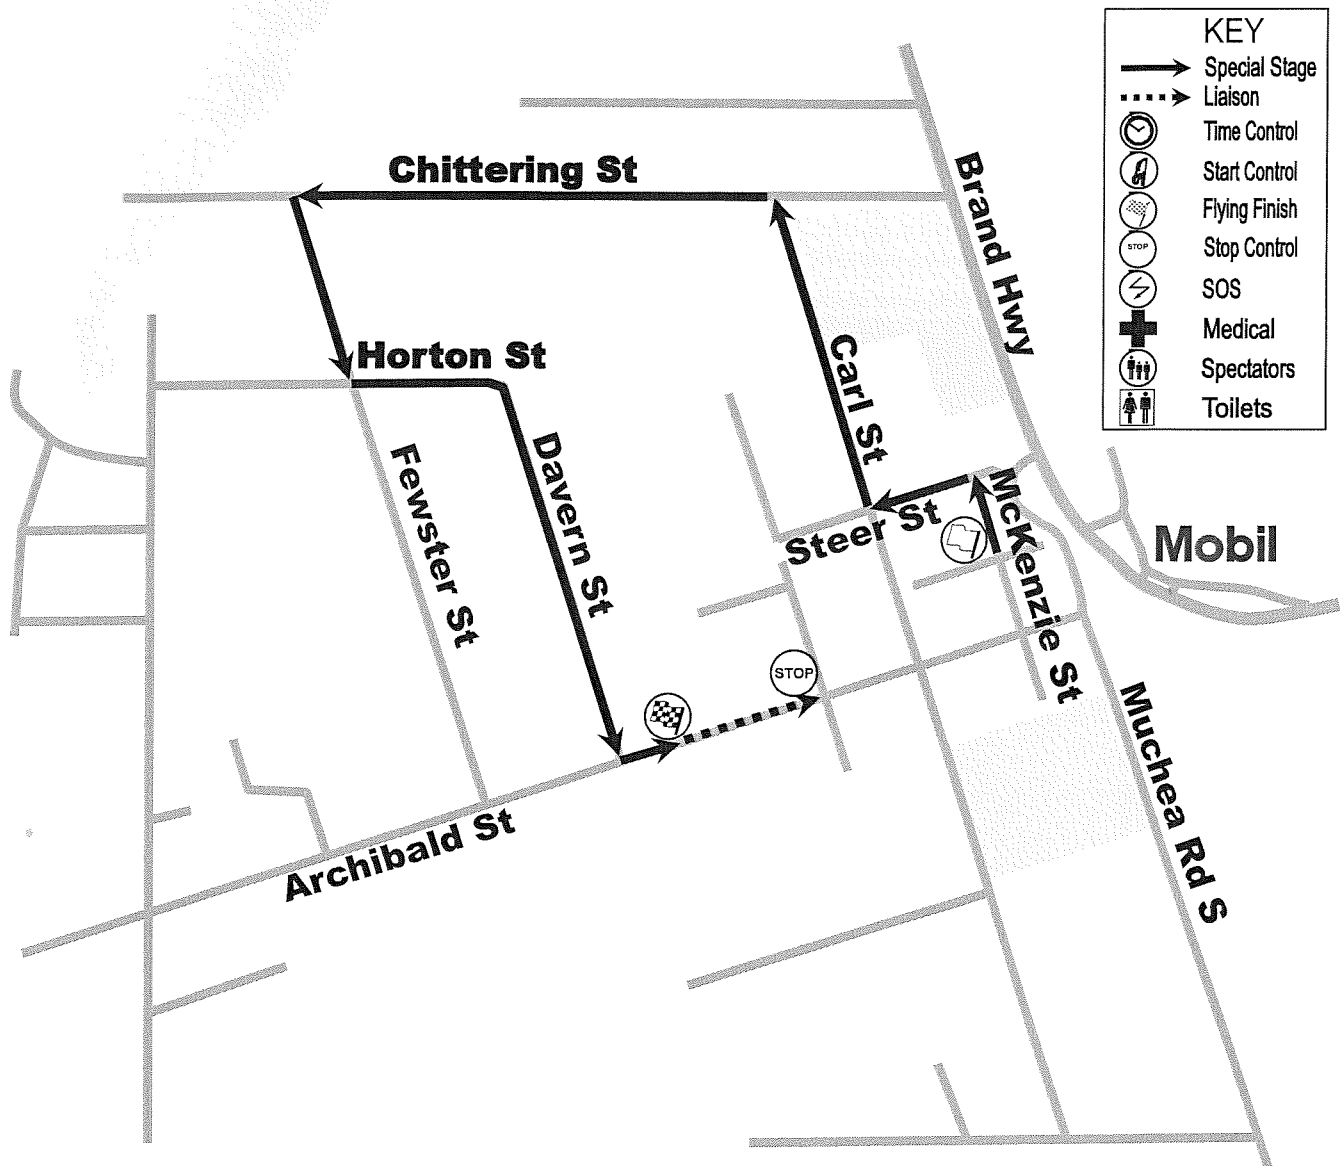 KEY
Special Stage
Liaison
Time Control
Start Control
Flying Finish
STOP Stop Control
SOS
Medical
Spectators
Toilets
Chittering St
Brand Hwy
Horton St
Carl St
Fewster St
Davern St
Steer St
McKenzie St
Mobil
STOP
Muchea Rd S
Archibald St